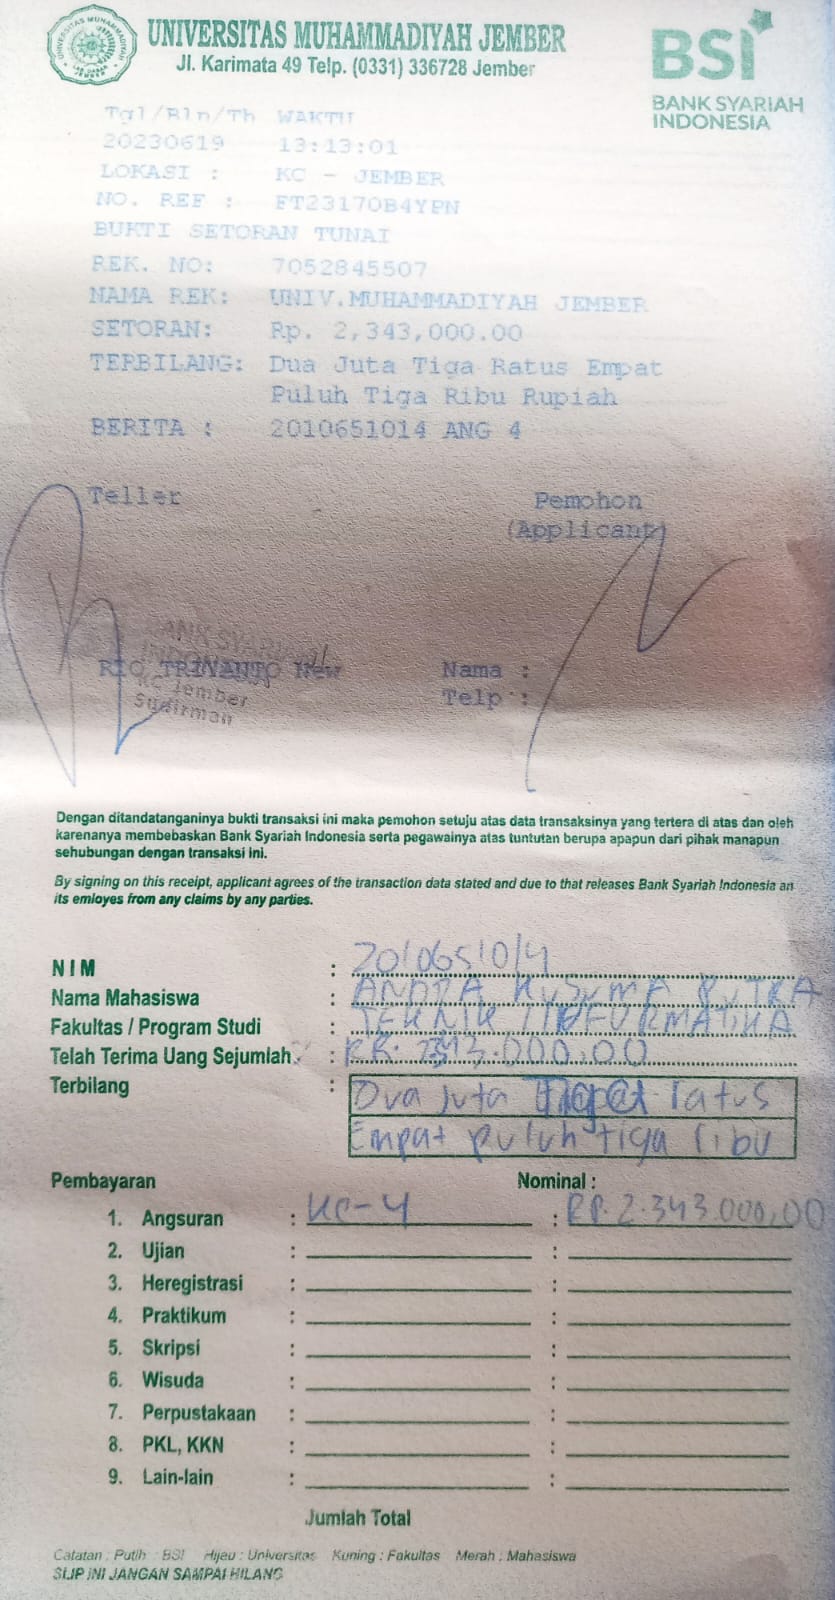 UNIVERSITAS MUHAMMADIYAH JEMBER
Jl. Karimata 49 Telp. (0331) 336728 Jember
BSI
BANK SYARIAH
INDONESIA
Tgl/Bln/Th WAKTU
20230619 13:13:01
LOKASI : KC - JEMBER
NO. REF : FT23170B4YPN
BUKTI SETORAN TUNAI
REK. NO: 7052845507
NAMA REK: UNIV.MUHAMMADIYAH JEMBER
SETORAN: Rp. 2,343,000.00
TERBILANG: Dua Juta Tiga Ratus Empat
Puluh Tiga Ribu Rupiah
BERITA : 2010651014 ANG 4
Teller Pemohon
(Applicant)
BANK SYARIAH
INDONESIA
RIO TRIYANTO New Nama :
KC Jember
Telp :
Sudirman
Dengan ditandatanganinya bukti transaksi ini maka pemohon setuju atas data transaksinya yang tertera di atas dan oleh
karenanya membebaskan Bank Syariah Indonesia serta pegawainya atas tuntutan berupa apapun dari pihak manapun
sehubungan dengan transaksi ini.
By signing on this receipt, applicant agrees of the transaction data stated and due to that releases Bank Syariah Indonesia an
its emloyes from any claims by any parties.
NIM : 2010651014
Nama Mahasiswa : ANDRA KUSUMA PUTRA
Fakultas / Program Studi : TEKNIK INFORMATIKA
Telah Terima Uang Sejumlah : RP. 2.343.000,00
Terbilang : Dua juta tiga ratus
Empat puluh tiga ribu
Pembayaran Nominal :
1. Angsuran : KE-4 : RP. 2.343.000,00
2. Ujian : :
3. Heregistrasi : :
4. Praktikum : :
5. Skripsi : :
6. Wisuda : :
7. Perpustakaan : :
8. PKL, KKN : :
9. Lain-lain : :
Jumlah Total
Catatan : Putih : BSI Hijau : Universitas Kuning : Fakultas Merah : Mahasiswa
SLIP INI JANGAN SAMPAI HILANG